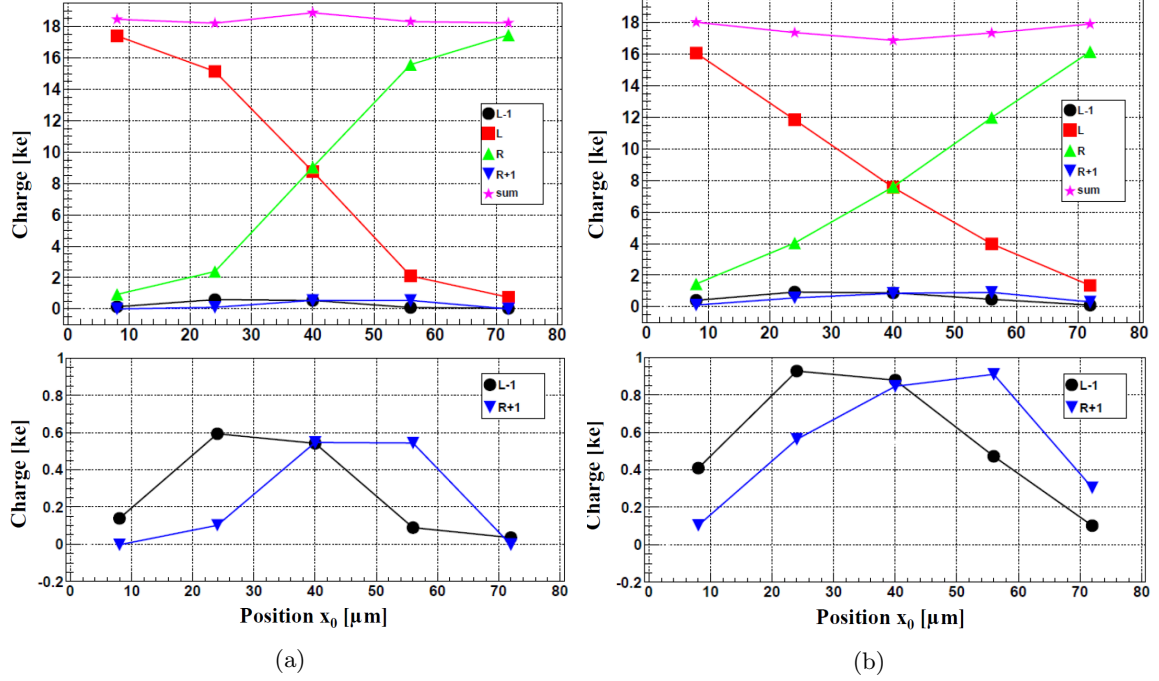 18
16
14
12
10
8
6
4
2
0
Charge [ke]
L-1
L
R
R+1
sum
0 10 20 30 40 50 60 70 80
1
0.8
0.6
0.4
0.2
0
-0.2
Charge [ke]
L-1
R+1
0 10 20 30 40 50 60 70 80
Position x₀ [µm]
(a)
18
16
14
12
10
8
6
4
2
0
Charge [ke]
L-1
L
R
R+1
sum
0 10 20 30 40 50 60 70 80
1
0.8
0.6
0.4
0.2
0
-0.2
Charge [ke]
L-1
R+1
0 10 20 30 40 50 60 70 80
Position x₀ [µm]
(b)